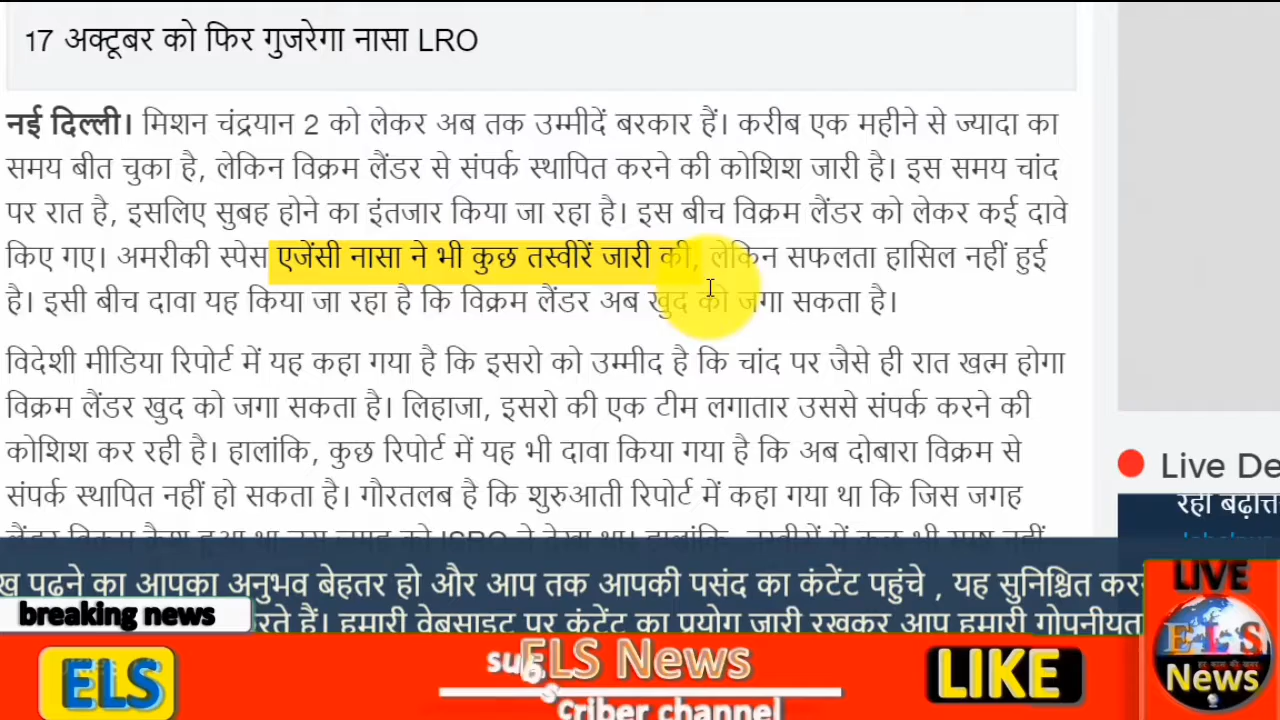 17 अक्टूबर को फिर गुजरेगा नासा LRO
नई दिल्ली। मिशन चंद्रयान 2 को लेकर अब तक उम्मीदें बरकार हैं। करीब एक महीने से ज्यादा का
समय बीत चुका है, लेकिन विक्रम लैंडर से संपर्क स्थापित करने की कोशिश जारी है। इस समय चांद
पर रात है, इसलिए सुबह होने का इंतजार किया जा रहा है। इस बीच विक्रम लैंडर को लेकर कई दावे
किए गए। अमरीकी स्पेस एजेंसी नासा ने भी कुछ तस्वीरें जारी की, लेकिन सफलता हासिल नहीं हुई
है। इसी बीच दावा यह किया जा रहा है कि विक्रम लैंडर अब खुद को जगा सकता है।
विदेशी मीडिया रिपोर्ट में यह कहा गया है कि इसरो को उम्मीद है कि चांद पर जैसे ही रात खत्म होगा
विक्रम लैंडर खुद को जगा सकता है। लिहाजा, इसरो की एक टीम लगातार उससे संपर्क करने की
कोशिश कर रही है। हालांकि, कुछ रिपोर्ट में यह भी दावा किया गया है कि अब दोबारा विक्रम से
संपर्क स्थापित नहीं हो सकता है। गौरतलब है कि शुरुआती रिपोर्ट में कहा गया था कि जिस जगह
Live De
पढने का आपका अनुभव बेहतर हो और आप तक आपकी पसंद का कंटेंट पहुंचे , यह सुनिश्चित
हैं। हमारी वेबसाइट पर कंटेंट का प्रयोग जारी रखकर आप हमारी
breaking news
LIVE
ELS
News
ELS
ELS News
subscriber channel
LIKE